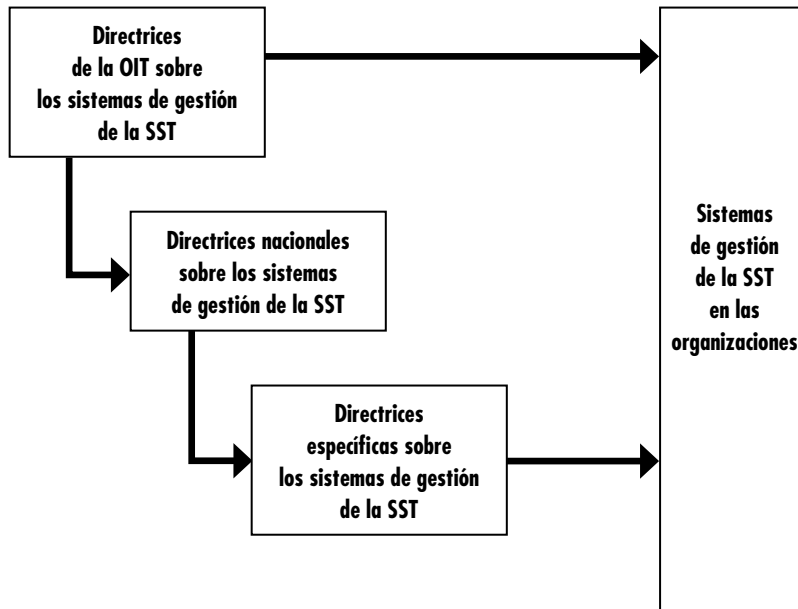 Directrices
de la OIT sobre
los sistemas de gestión
de la SST
Directrices nacionales
sobre los sistemas
de gestión de la SST
Directrices
específicas sobre
los sistemas de gestión
de la SST
Sistemas
de gestión
de la SST
en las
organizaciones